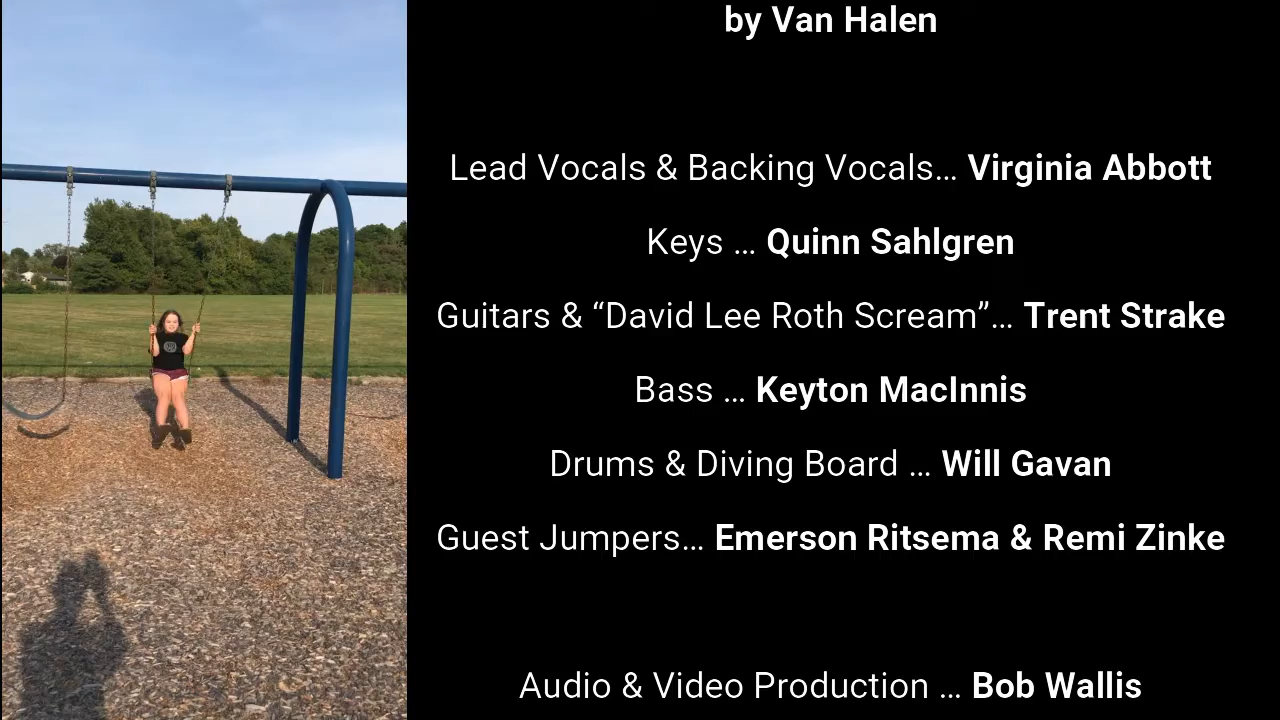 by Van Halen
Lead Vocals & Backing Vocals… Virginia Abbott
Keys … Quinn Sahlgren
Guitars & “David Lee Roth Scream”… Trent Strake
Bass … Keyton MacInnis
Drums & Diving Board … Will Gavan
Guest Jumpers… Emerson Ritsema & Remi Zinke
Audio & Video Production … Bob Wallis